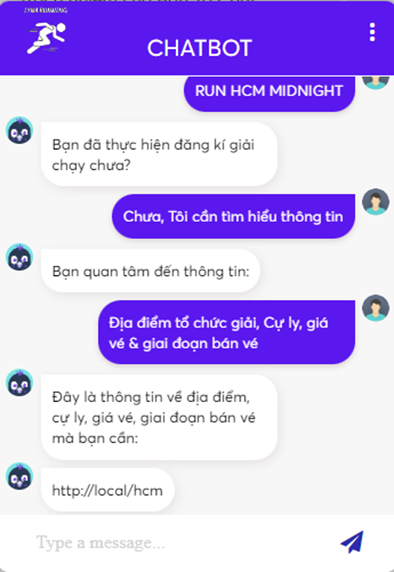 CHATBOT
RUN HCM MIDNIGHT
Bạn đã thực hiện đăng kí giải
chạy chưa?
Chưa, Tôi cần tìm hiểu thông tin
Bạn quan tâm đến thông tin:
Địa điểm tổ chức giải, Cự ly, giá
vé & giai đoạn bán vé
Đây là thông tin về địa điểm,
cự ly, giá vé, giai đoạn bán vé
mà bạn cần:
http://local/hcm
Type a message...